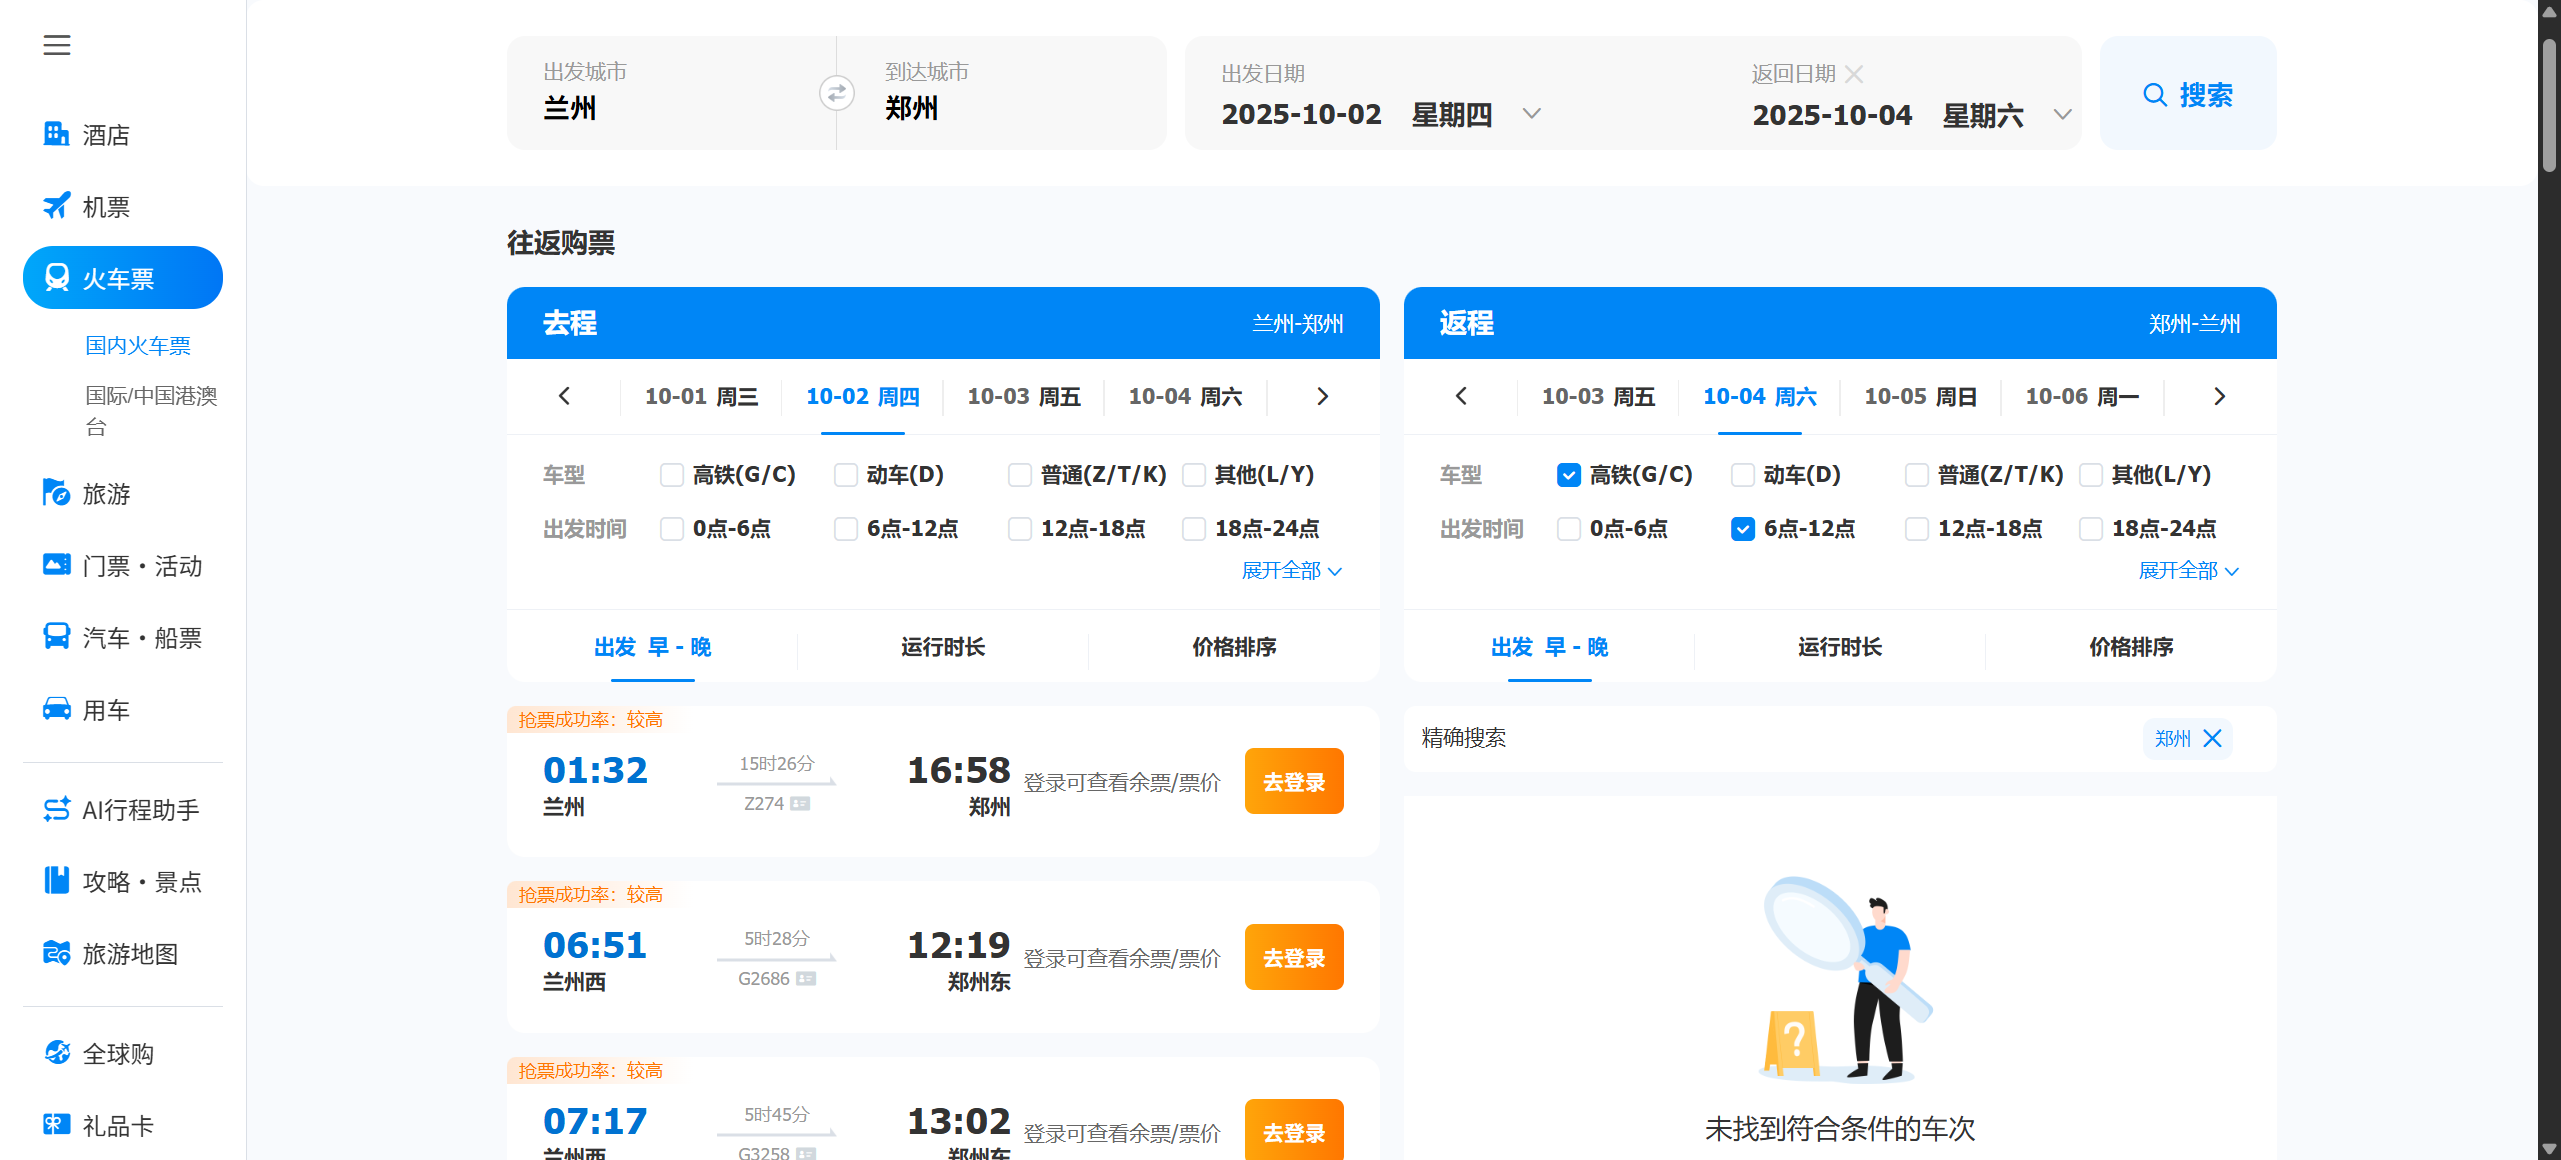 酒店
机票
火车票
国内火车票
国际/中国港澳
台
旅游
门票·活动
汽车·船票
用车
AI行程助手
攻略·景点
旅游地图
全球购
礼品卡
出发城市
兰州
到达城市
郑州
出发日期
2025-10-02 星期四
返回日期
2025-10-04 星期六
搜索
往返购票
去程 兰州-郑州
10-01 周三 10-02 周四 10-03 周五 10-04 周六
车型 高铁(G/C) 动车(D) 普通(Z/T/K) 其他(L/Y)
出发时间 0点-6点 6点-12点 12点-18点 18点-24点
展开全部
出发 早 - 晚 运行时长 价格排序
抢票成功率：较高
01:32 15时26分 16:58 登录可查看余票/票价 去登录
兰州 Z274 郑州
抢票成功率：较高
06:51 5时28分 12:19 登录可查看余票/票价 去登录
兰州西 G2686 郑州东
抢票成功率：较高
07:17 5时45分 13:02 登录可查看余票/票价 去登录
兰州西 G3258 郑州东
返程 郑州-兰州
10-03 周五 10-04 周六 10-05 周日 10-06 周一
车型 高铁(G/C) 动车(D) 普通(Z/T/K) 其他(L/Y)
出发时间 0点-6点 6点-12点 12点-18点 18点-24点
展开全部
出发 早 - 晚 运行时长 价格排序
精确搜索 郑州
?
未找到符合条件的车次